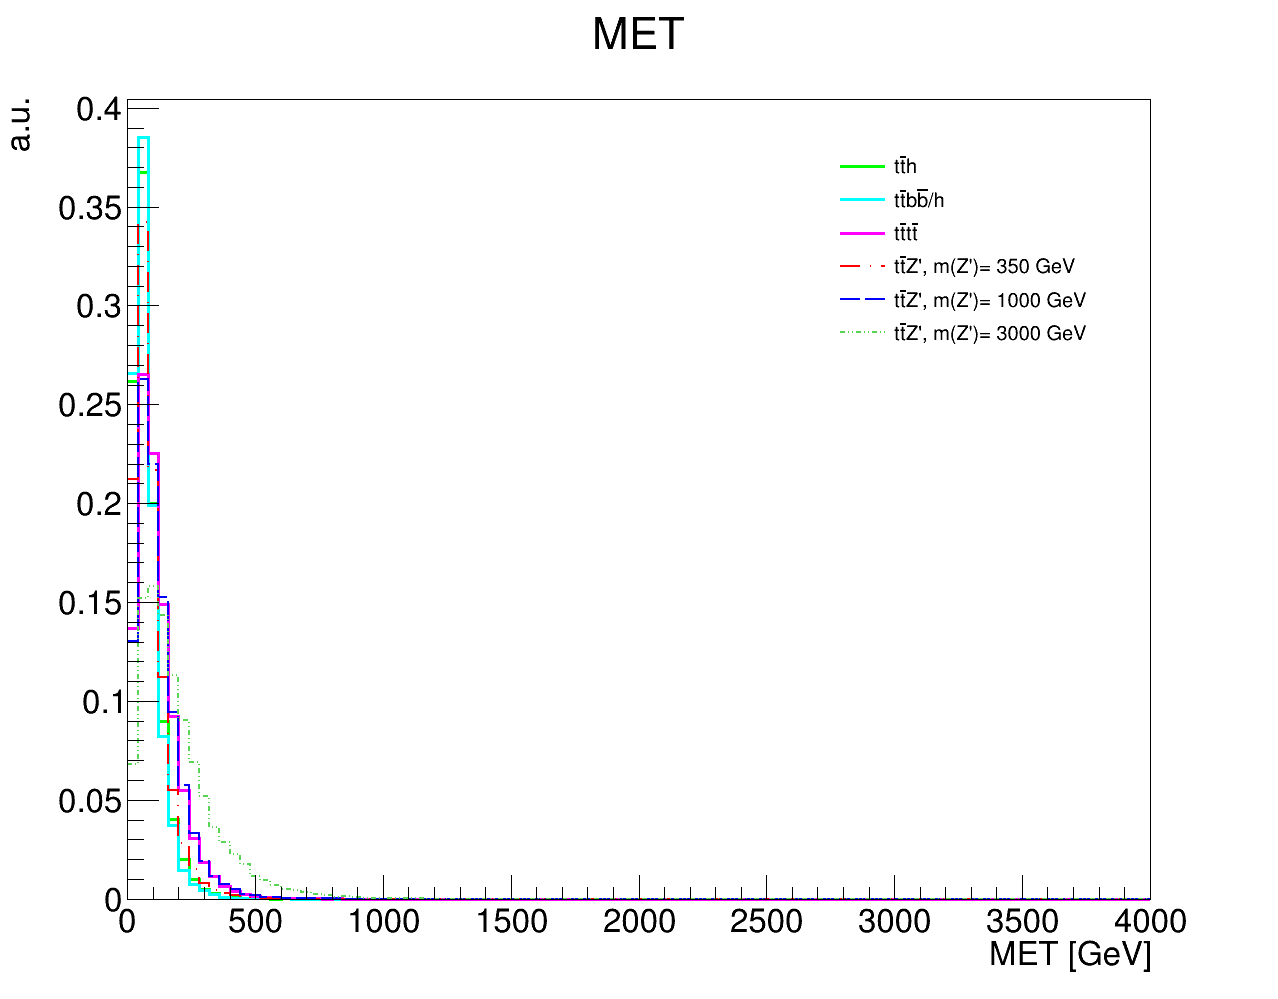 MET
a.u.
0.4
0.35
0.3
0.25
0.2
0.15
0.1
0.05
0
tt̅h
tt̅bb̅/h
tt̅tt̅
tt̅Z', m(Z')= 350 GeV
tt̅Z', m(Z')= 1000 GeV
tt̅Z', m(Z')= 3000 GeV
0 500 1000 1500 2000 2500 3000 3500 4000
MET [GeV]